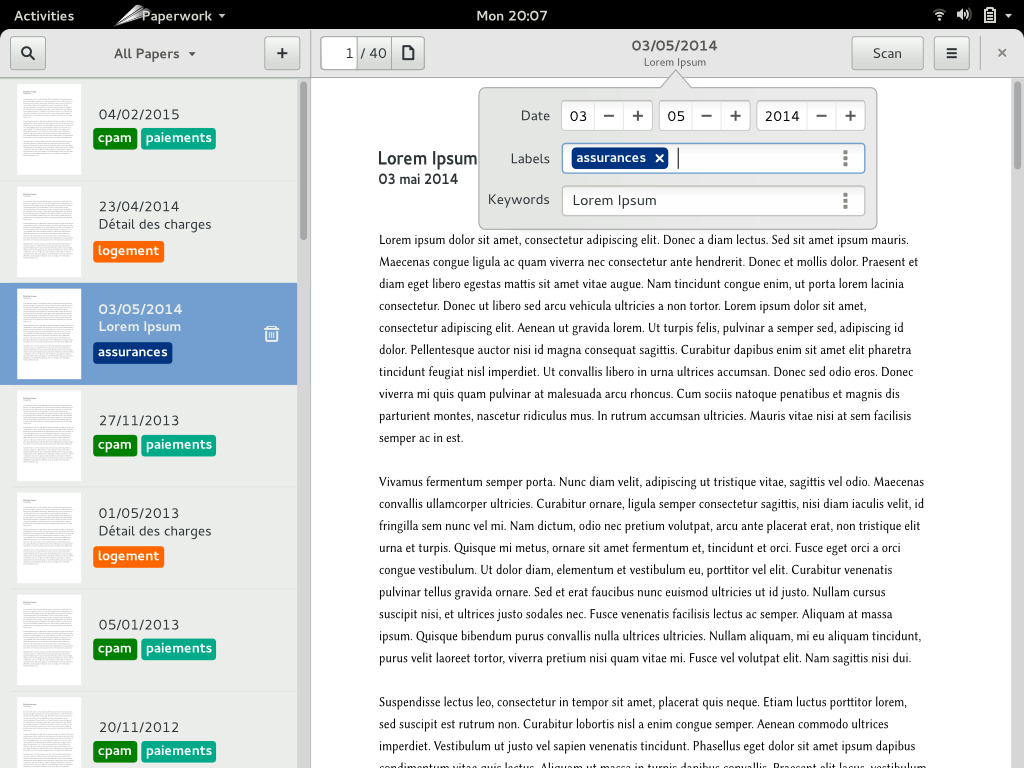 Activities
Paperwork
Mon 20:07
All Papers
1 / 40
03/05/2014
Lorem Ipsum
Scan
04/02/2015
cpam paiements
23/04/2014
Détail des charges
logement
03/05/2014
Lorem Ipsum
assurances
27/11/2013
cpam paiements
01/05/2013
Détail des charges
logement
05/01/2013
cpam paiements
20/11/2012
cpam paiements
Date 03 05 2014
Labels assurances
Keywords Lorem Ipsum
Lorem Ipsum
03 mai 2014
Lorem ipsum dolor sit amet, consectetur adipiscing elit. Donec a diam lectus. Sed sit amet ipsum mauris.
Maecenas congue ligula ac quam viverra nec consectetur ante hendrerit. Donec et mollis dolor. Praesent et
diam eget libero egestas mattis sit amet vitae augue. Nam tincidunt congue enim, ut porta lorem lacinia
consectetur. Donec ut libero sed arcu vehicula ultricies a non tortor. Lorem ipsum dolor sit amet,
consectetur adipiscing elit. Aenean ut gravida lorem. Ut turpis felis, pulvinar a semper sed, adipiscing id
dolor. Pellentesque auctor nisi id magna consequat sagittis. Curabitur dapibus enim sit amet elit pharetra
tincidunt feugiat nisl imperdiet. Ut convallis libero in urna ultrices accumsan. Donec sed odio eros. Donec
viverra mi quis quam pulvinar at malesuada arcu rhoncus. Cum sociis natoque penatibus et magnis dis
parturient montes, nascetur ridiculus mus. In rutrum accumsan ultricies. Mauris vitae nisi at sem facilisis
semper ac in est.
Vivamus fermentum semper porta. Nunc diam velit, adipiscing ut tristique vitae, sagittis vel odio. Maecenas
convallis ullamcorper ultricies. Curabitur ornare, ligula semper consectetur sagittis, nisi diam iaculis velit, id
fringilla sem nunc vel mi. Nam dictum, odio nec pretium volutpat, arcu ante placerat erat, non tristique elit
urna et turpis. Quisque mi metus, ornare sit amet fermentum et, tincidunt et orci. Fusce eget orci a orci
congue vestibulum. Ut dolor diam, elementum et vestibulum eu, porttitor vel elit. Curabitur venenatis
pulvinar tellus gravida ornare. Sed et erat faucibus nunc euismod ultricies ut id justo. Nullam cursus
suscipit nisi, et ultrices justo sodales nec. Fusce venenatis facilisis lectus ac semper. Aliquam at massa
ipsum. Quisque bibendum purus convallis nulla ultrices ultricies. Nullam aliquam, mi eu aliquam tincidunt,
purus velit laoreet tortor, viverra pretium nisi quam vitae mi. Fusce vel volutpat elit. Nam sagittis nisi dui.
Suspendisse lectus leo, consectetur in tempor sit amet, placerat quis neque. Etiam luctus porttitor lorem,
sed suscipit est rutrum non. Curabitur lobortis nisl a enim congue semper. Aenean commodo ultrices
imperdiet. Vestibulum ut justo vel sapien venenatis tincidunt. Phasellus eget dolor sit amet ipsum dapibus
condimentum vitae quis lectus. Aliquam ut massa in turpis dapibus convallis. Praesent elit lacus, vestibulum